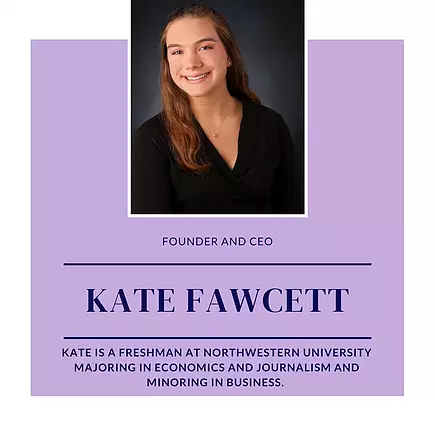 FOUNDER AND CEO
KATE FAWCETT
KATE IS A FRESHMAN AT NORTHWESTERN UNIVERSITY
MAJORING IN ECONOMICS AND JOURNALISM AND
MINORING IN BUSINESS.